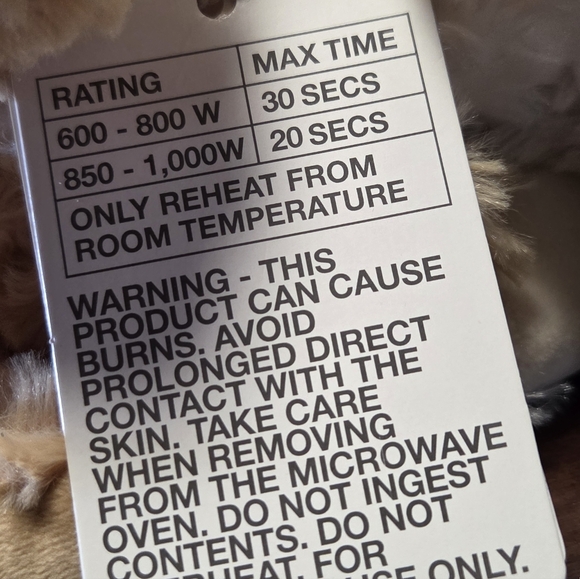 RATING MAX TIME
600 - 800 W 30 SECS
850 - 1,000W 20 SECS
ONLY REHEAT FROM
ROOM TEMPERATURE
WARNING - THIS
PRODUCT CAN CAUSE
BURNS. AVOID
PROLONGED DIRECT
CONTACT WITH THE
SKIN. TAKE CARE
WHEN REMOVING
FROM THE MICROWAVE
OVEN. DO NOT INGEST
CONTENTS. DO NOT
FOR
ONLY.